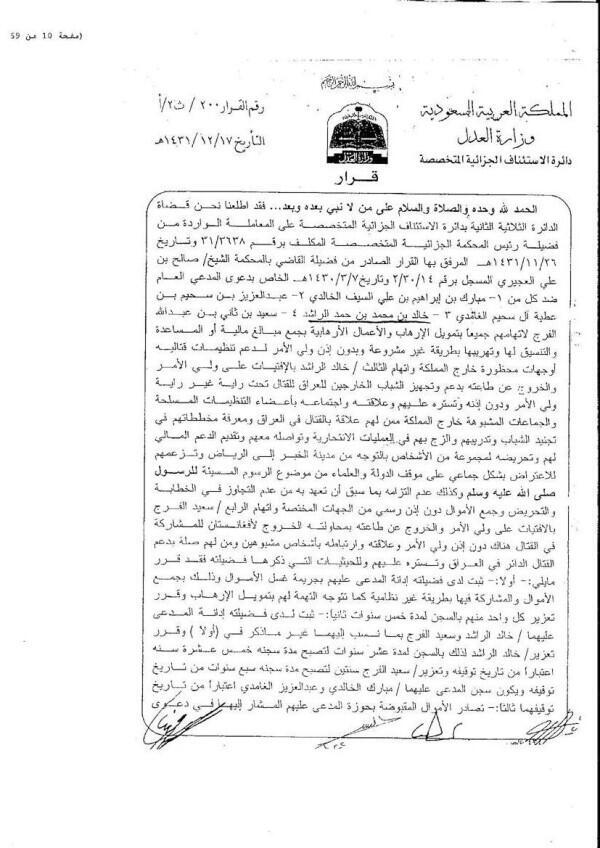 (صفحة 10 من 59
بسم الله الرحمن الرحيم
المملكة العربية السعودية
وزارة العدل
دائرة الاستئناف الجزائية المتخصصة
وزارة العدل
رقم القرار ٢٠٠ / ث٢/أ
التأريخ ١٤٣١/١٢/١٧هـ
قرار
الحمد لله وحده والصلاة والسلام على من لا نبي بعده وبعد... فقد اطلعنا نحن قضاة
الدائرة الثلاثية الثانية بدائرة الاستئناف الجزائية المتخصصة على المعاملة الواردة من
فضيلة رئيس المحكمة الجزائية المتخصصة المكلف برقم ٣١/٣٦٣٨ وتاريخ
١٤٣١/١١/٢٦هـ المرفق بها القرار الصادر من فضيلة القاضي بالمحكمة الشيخ/ صالح بن
علي العجيري المسجل برقم ٢/٣٠/١٤ وتاريخ ١٤٣٠/٣/٧هـ الخاص بدعوى المدعي العام
ضد كل من ١- مبارك بن إبراهيم بن علي السيف الخالدي ٢- عبدالعزيز بن سحيم بن
عطية آل سحيم الغامدي ٣ - خالد بن محمد بن حمد الراشد ٤ - سعيد بن ثاني بن عبدالله
الفرج لاتهامهم جميعاً بتمويل الإرهاب والأعمال الأرهابية بجمع مبالغ مالية أو المساعدة
والتنسيق لها وتهريبها بطريقة غير مشروعة وبدون إذن ولي الأمر لدعم تنظيمات قتاليه
أوجهات محظورة خارج المملكة واتهام الثالث / خالد الراشد بالإفتيات على ولي الأمر
والخروج عن طاعته بدعم وتجهيز الشباب الخارجين للعراق للقتال تحت راية غير راية
ولي الأمر ودون إذنه وتستره عليهم وعلاقته واجتماعه بأعضاء التنظيمات المسلحة
والجماعات المشبوهة خارج المملكة ممن لهم علاقة بالقتال في العراق ومعرفة مخططاتهم في
تجنيد الشباب وتدريبهم والزج بهم في العمليات الانتحارية وتواصله معهم وتقديم الدعم المالي
لهم وتحريضه لمجموعة من الأشخاص بالتوجه من مدينة الخبر إلى الرياض وتزعمهم
للاعتراض بشكل جماعي على موقف الدولة والعلماء من موضوع الرسوم المسيئة للرسول
صلى الله عليه وسلم وكذلك عدم التزامه بما سبق أن تعهد به من عدم التجاوز في الخطابة
والتحريض وجمع الأموال دون إذن رسمي من الجهات المختصة واتهام الرابع / سعيد الفرج
بالافتيات على ولي الأمر والخروج عن طاعته بمحاولته الخروج لأفغانستان للمشاركة
في القتال هناك دون إذن ولي الأمر وعلاقته وارتباطه بأشخاص مشبوهين ومن لهم صلة بدعم
القتال الدائر في العراق وتستره عليهم وللحيثيات التي ذكرها فضيلته فقد قرر
مايلي:- أولا:- ثبت لدى فضيلته إدانة المدعى عليهم بجريمة غسل الأموال وذلك بجمع
الأموال والمشاركة فيها بطريقة غير نظامية كما نتوجه التهمة لهم بتمويل الإرهاب وقرر
تعزير كل واحد منهم بالسجن لمدة خمس سنوات ثانياً:- ثبت لدى فضيلته إدانة المدعى
عليهما / خالد الراشد وسعيد الفرج بما نسب إليهما غير ماذكر في (أولا ) وقرر
تعزير/ خالد الراشد لذلك بالسجن لمدة عشر سنوات لتصبح مدة سجنه خمس عشرة سنه
اعتباراً من تاريخ توقيفه وتعزير/ سعيد الفرج سنتين لتصبح مدة سجنه سبع سنوات من تاريخ
توقيفه ويكون سجن المدعى عليهما / مبارك الخالدي وعبدالعزيز الغامدي اعتباراً من تاريخ
توقيفهما ثالثاً:- تصادر الأموال المقبوضة بحوزة المدعى عليهم المشار إليها في دعوى